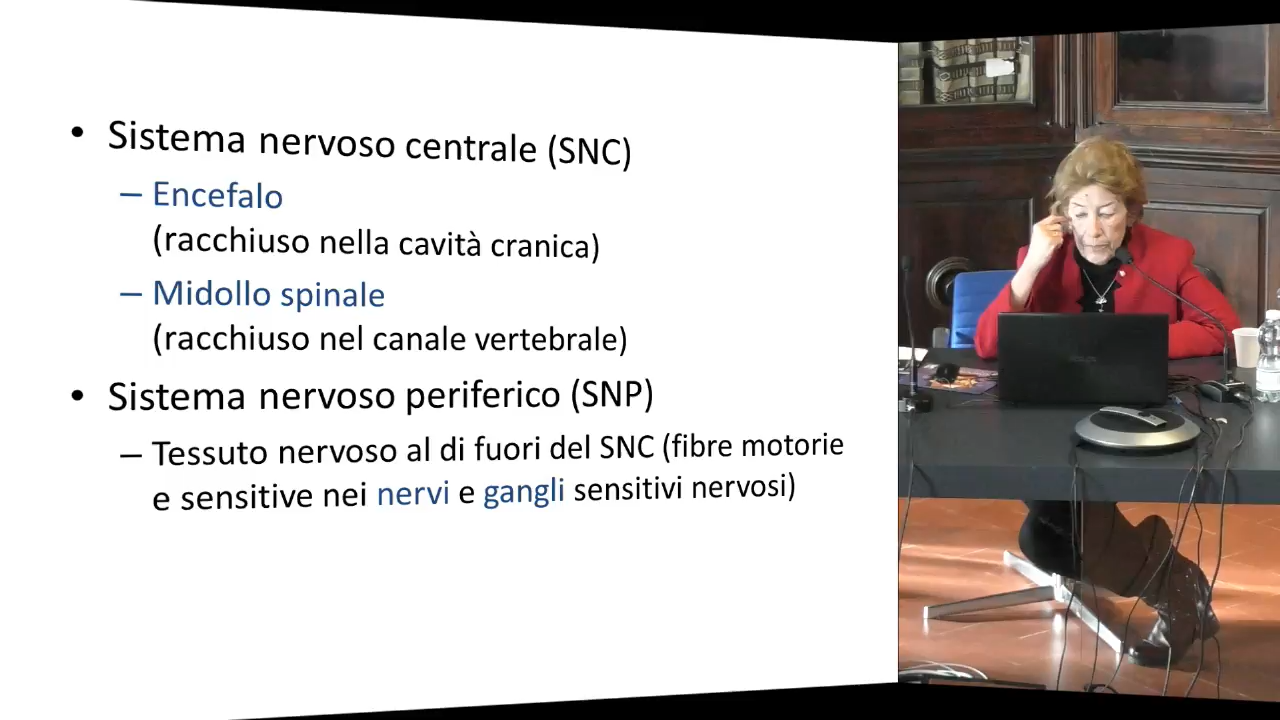 • Sistema nervoso centrale (SNC)
– Encefalo
(racchiuso nella cavità cranica)
– Midollo spinale
(racchiuso nel canale vertebrale)
• Sistema nervoso periferico (SNP)
– Tessuto nervoso al di fuori del SNC (fibre motorie
e sensitive nei nervi e gangli sensitivi nervosi)